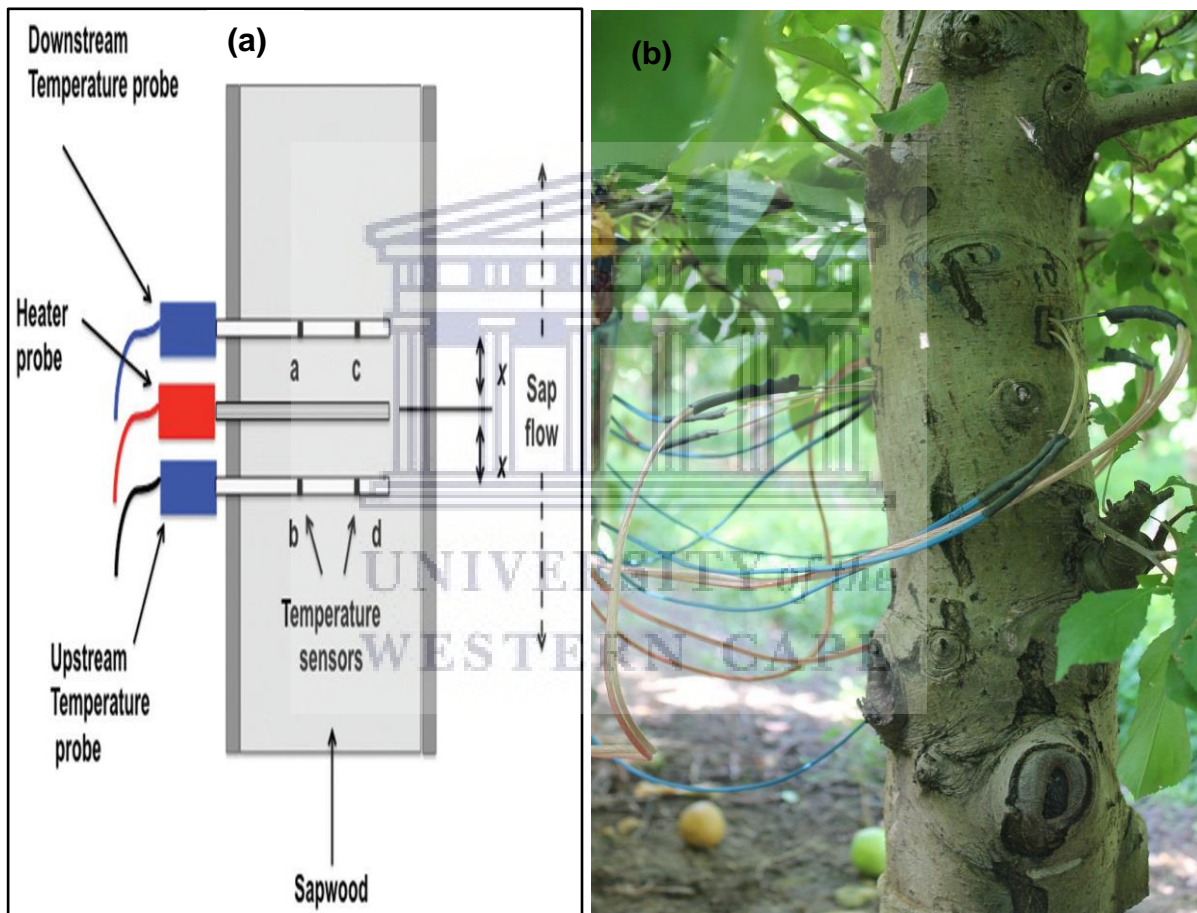 (a)
Downstream
Temperature probe
Heater
probe
a
c
x
Sap
flow
x
b
d
Temperature
sensors
Upstream
Temperature
probe
Sapwood
UNIVERSITY of the
WESTERN CAPE
(b)